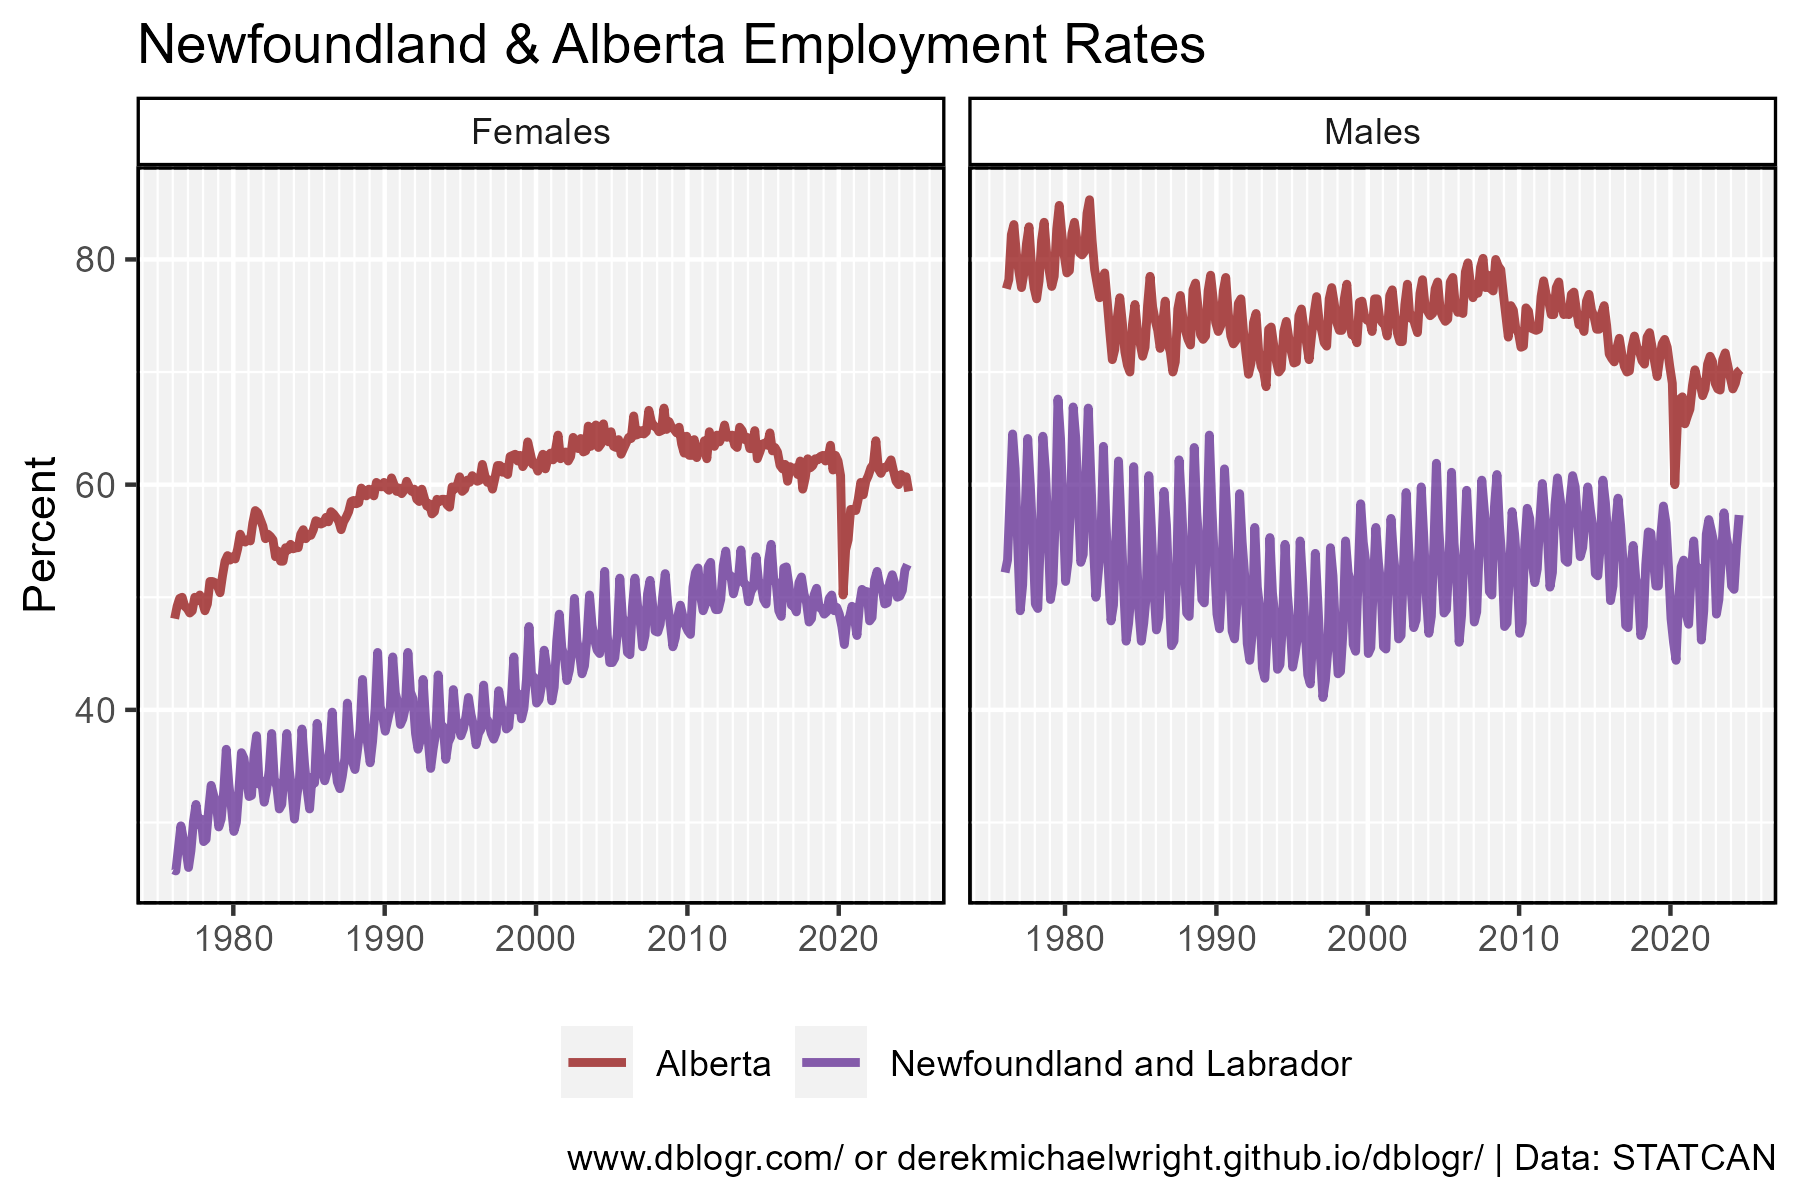 Newfoundland & Alberta Employment Rates
Females
Males
Percent
80
60
40
1980 1990 2000 2010 2020
1980 1990 2000 2010 2020
Alberta
Newfoundland and Labrador
www.dblogr.com/ or derekmichaelwright.github.io/dblogr/ | Data: STATCAN